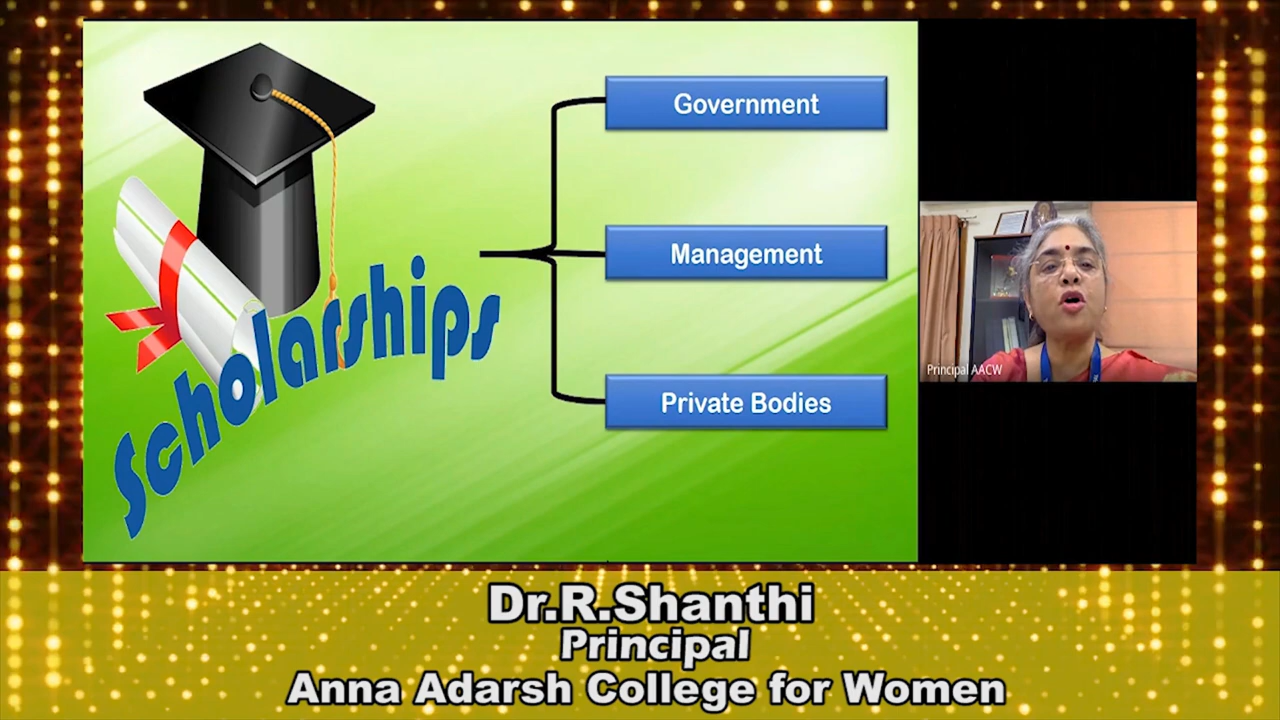 Scholarships
Government
Management
Private Bodies
Principal AACW
Dr.R.Shanthi
Principal
Anna Adarsh College for Women